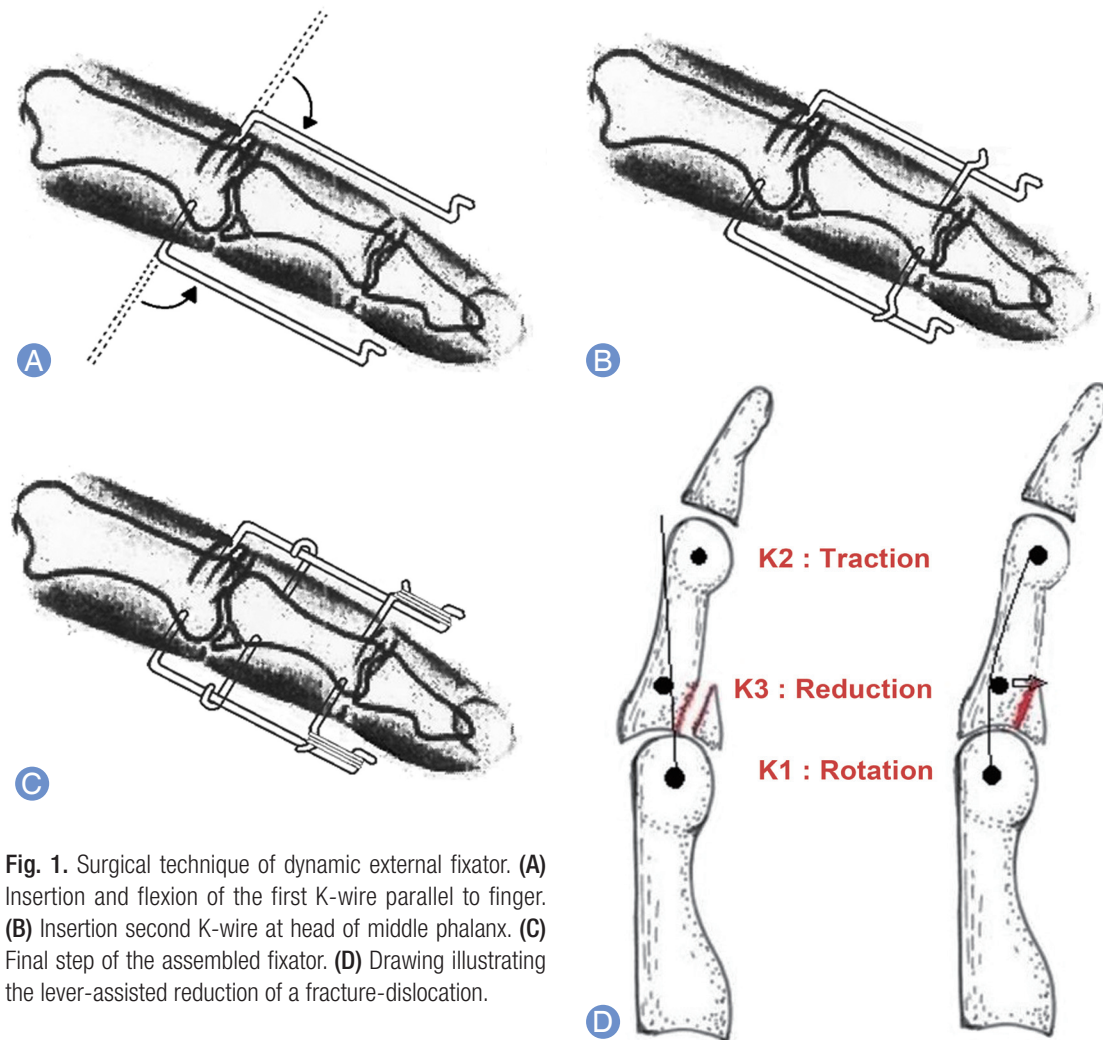 A
B
K2 : Traction
K3 : Reduction
K1 : Rotation
C
Fig. 1. Surgical technique of dynamic external fixator. (A)
Insertion and flexion of the first K-wire parallel to finger.
(B) Insertion second K-wire at head of middle phalanx. (C)
Final step of the assembled fixator. (D) Drawing illustrating
the lever-assisted reduction of a fracture-dislocation.
D